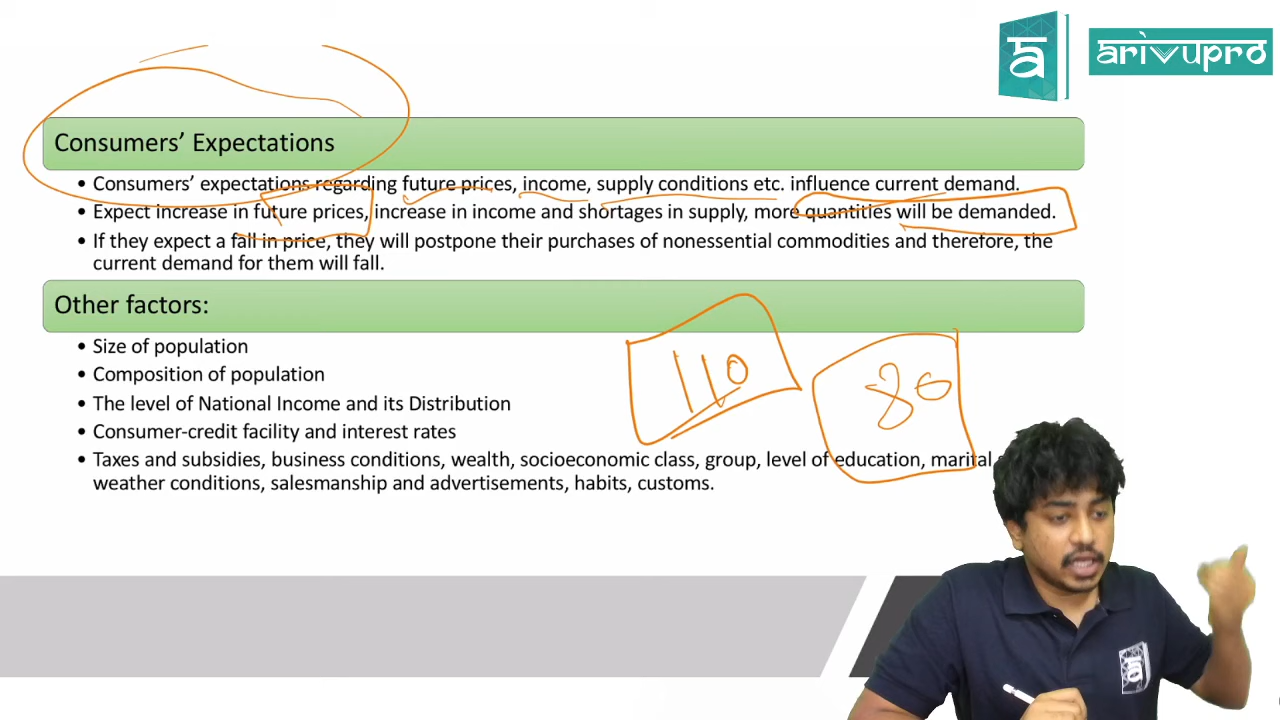 arivupro
Consumers' Expectations
• Consumers' expectations regarding future prices, income, supply conditions etc. influence current demand.
• Expect increase in future prices, increase in income and shortages in supply, more quantities will be demanded.
• If they expect a fall in price, they will postpone their purchases of nonessential commodities and therefore, the
current demand for them will fall.
Other factors:
• Size of population
• Composition of population
• The level of National Income and its Distribution
• Consumer-credit facility and interest rates
• Taxes and subsidies, business conditions, wealth, socioeconomic class, group, level of education, marital
weather conditions, salesmanship and advertisements, habits, customs.
110
80